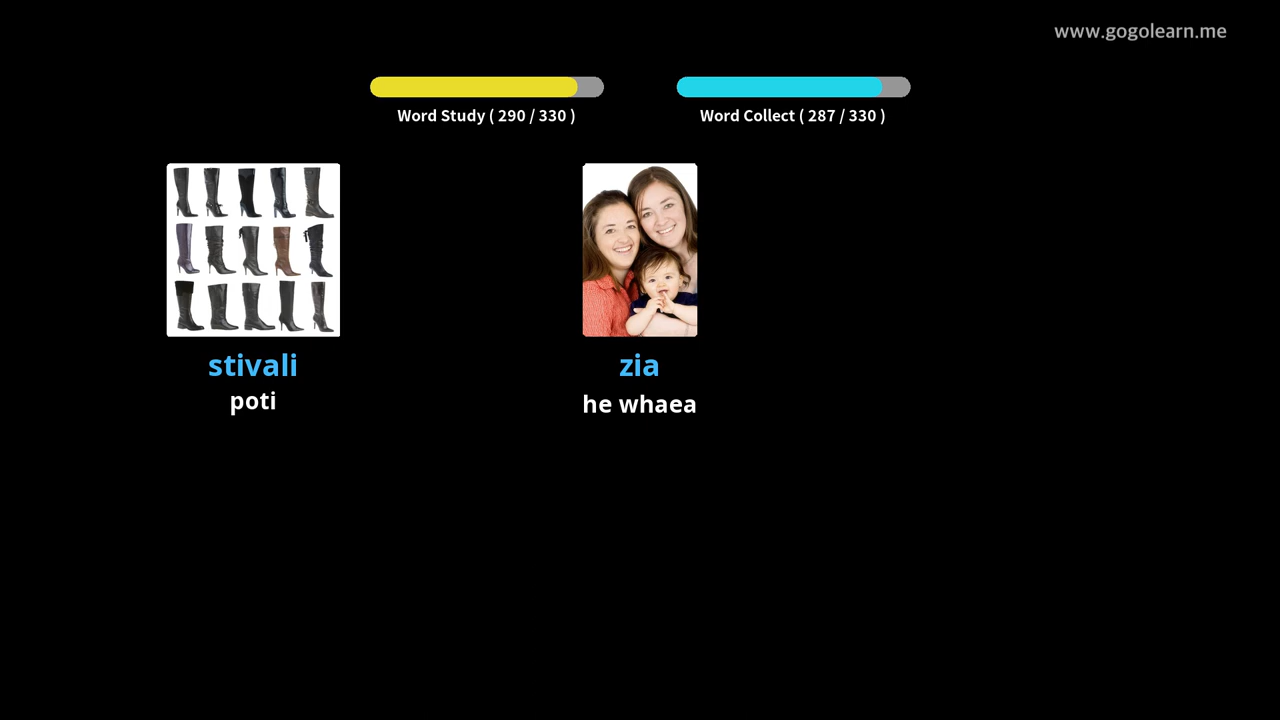 www.gogolearn.me
Word Study ( 290 / 330 )
Word Collect ( 287 / 330 )
stivali
poti
zia
he whaea